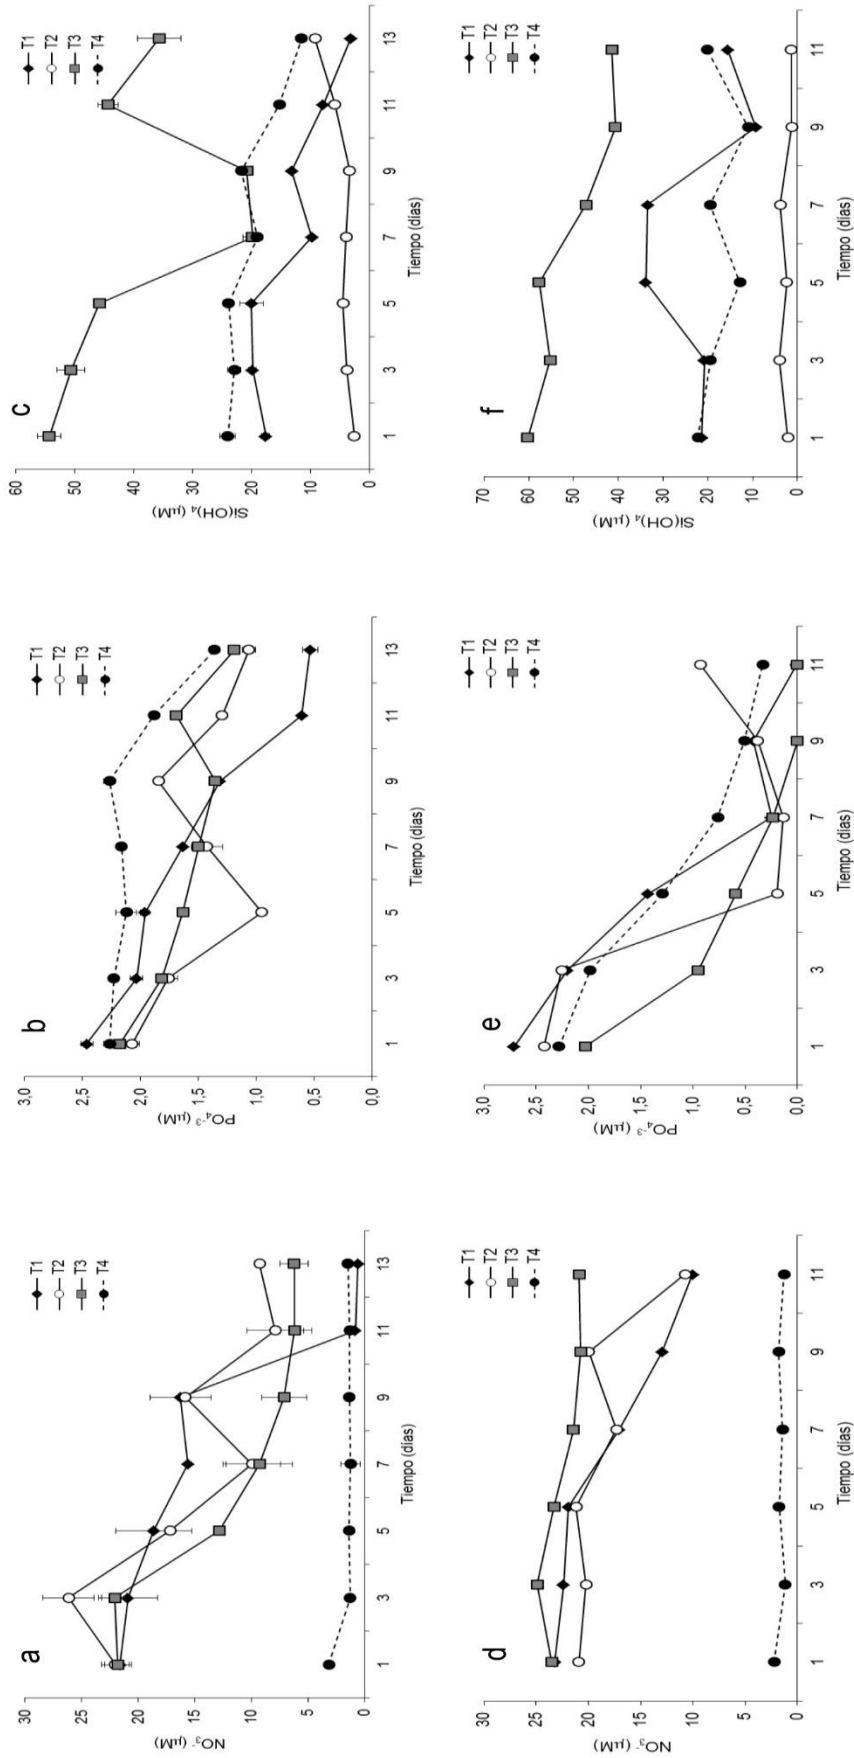 a
T1
T2
T3
T4
NO₃⁻ (µM)
30
25
20
15
10
5
0
1 3 5 7 9 11 13
Tiempo (días)
b
T1
T2
T3
T4
PO₄⁻³ (µM)
3,0
2,5
2,0
1,5
1,0
0,5
0,0
1 3 5 7 9 11 13
Tiempo (días)
c
T1
T2
T3
T4
Si(OH)₄ (µM)
60
50
40
30
20
10
0
1 3 5 7 9 11 13
Tiempo (días)
d
T1
T2
T3
T4
NO₃⁻ (µM)
30
25
20
15
10
5
0
1 3 5 7 9 11
Tiempo (días)
e
T1
T2
T3
T4
PO₄⁻³ (µM)
3,0
2,5
2,0
1,5
1,0
0,5
0,0
1 3 5 7 9 11
Tiempo (días)
f
T1
T2
T3
T4
Si(OH)₄ (µM)
70
60
50
40
30
20
10
0
1 3 5 7 9 11
Tiempo (días)